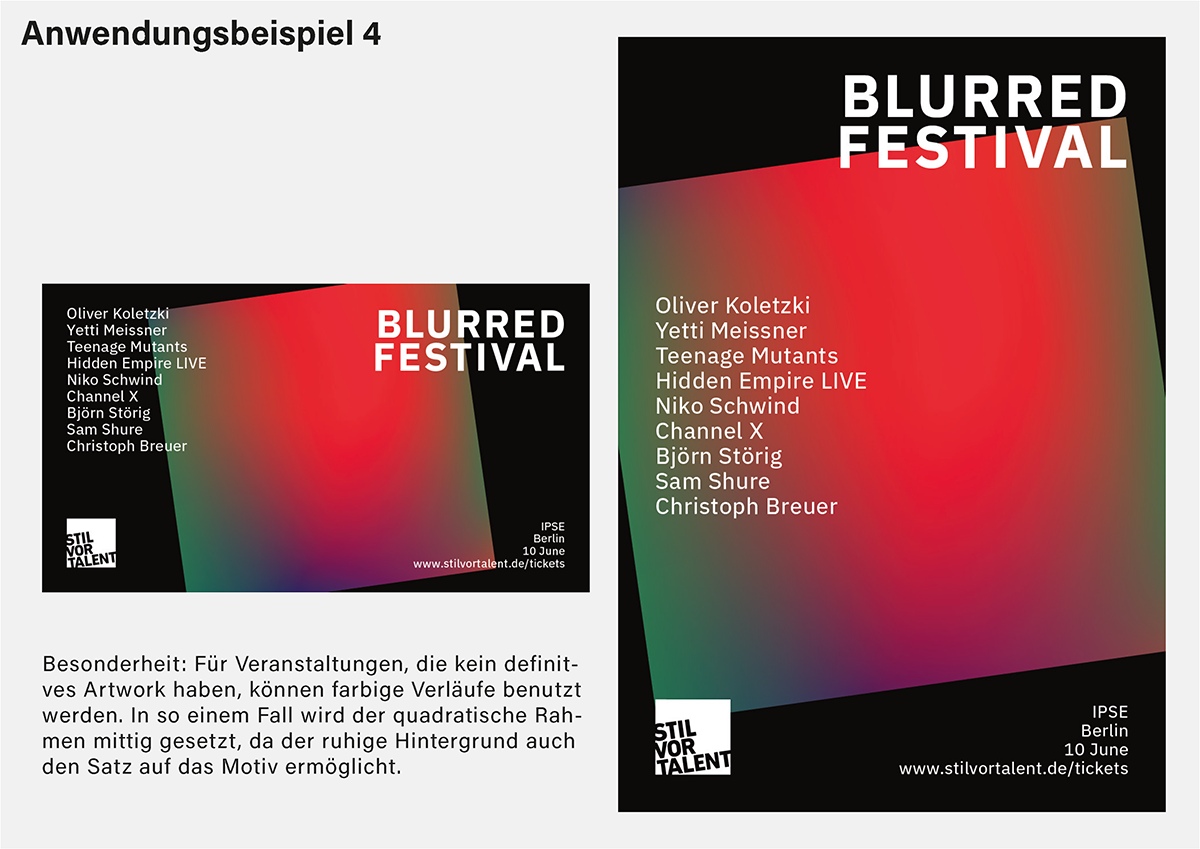 Anwendungsbeispiel 4
Oliver Koletzki
Yetti Meissner
Teenage Mutants
Hidden Empire LIVE
Niko Schwind
Channel X
Björn Störig
Sam Shure
Christoph Breuer
BLURRED
FESTIVAL
STIL
VOR
TALENT
IPSE
Berlin
10 June
www.stilvortalent.de/tickets
Besonderheit: Für Veranstaltungen, die kein definit-
ves Artwork haben, können farbige Verläufe benutzt
werden. In so einem Fall wird der quadratische Rah-
men mittig gesetzt, da der ruhige Hintergrund auch
den Satz auf das Motiv ermöglicht.
BLURRED
FESTIVAL
Oliver Koletzki
Yetti Meissner
Teenage Mutants
Hidden Empire LIVE
Niko Schwind
Channel X
Björn Störig
Sam Shure
Christoph Breuer
STIL
VOR
TALENT
IPSE
Berlin
10 June
www.stilvortalent.de/tickets